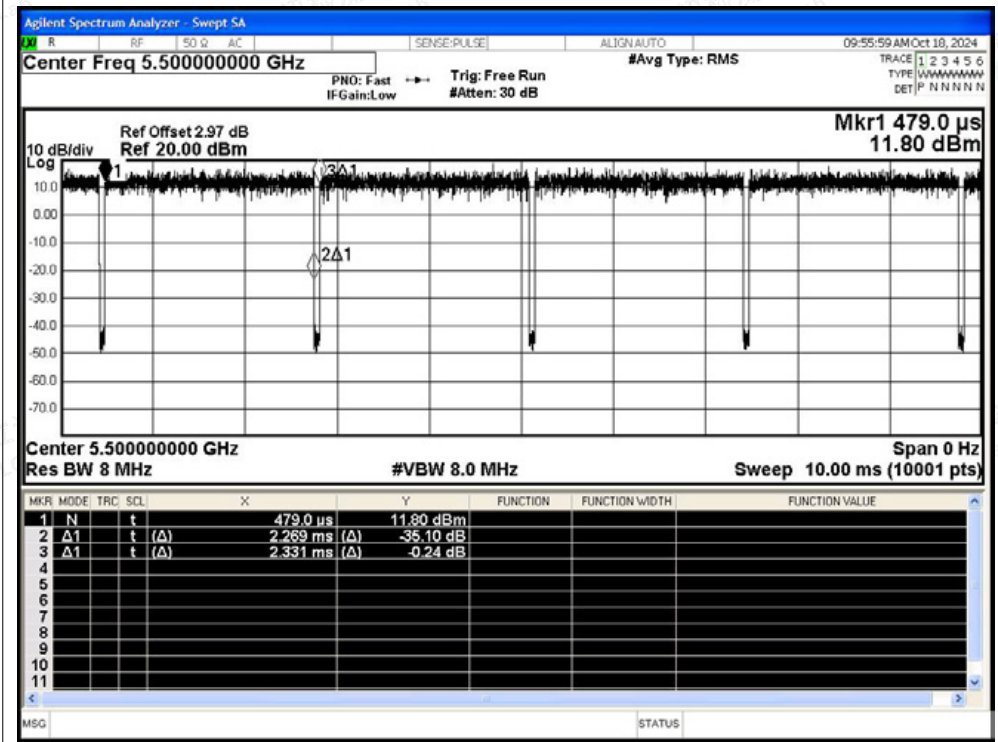 Agilent Spectrum Analyzer - Swept SA
LXI R RF 50 Ω AC SENSE:PULSE ALIGNAUTO 09:55:59 AM Oct 18, 2024
Center Freq 5.500000000 GHz #Avg Type: RMS TRACE 1 2 3 4 5 6
PNO: Fast Trig: Free Run TYPE WWWWWW
IFGain:Low #Atten: 30 dB DET P N N N N N
Mkr1 479.0 µs
Ref Offset 2.97 dB
10 dB/div Ref 20.00 dBm 11.80 dBm
Log
1 3Δ1
10.0
0.00
-10.0
2Δ1
-20.0
-30.0
-40.0
-50.0
-60.0
-70.0
Center 5.500000000 GHz Span 0 Hz
Res BW 8 MHz #VBW 8.0 MHz Sweep 10.00 ms (10001 pts)
MKR MODE TRC SCL X Y FUNCTION FUNCTION WIDTH FUNCTION VALUE
1 N t 479.0 µs 11.80 dBm
2 Δ1 t (Δ) 2.269 ms (Δ) -35.10 dB
3 Δ1 t (Δ) 2.331 ms (Δ) -0.24 dB
4
5
6
7
8
9
10
11
MSG STATUS